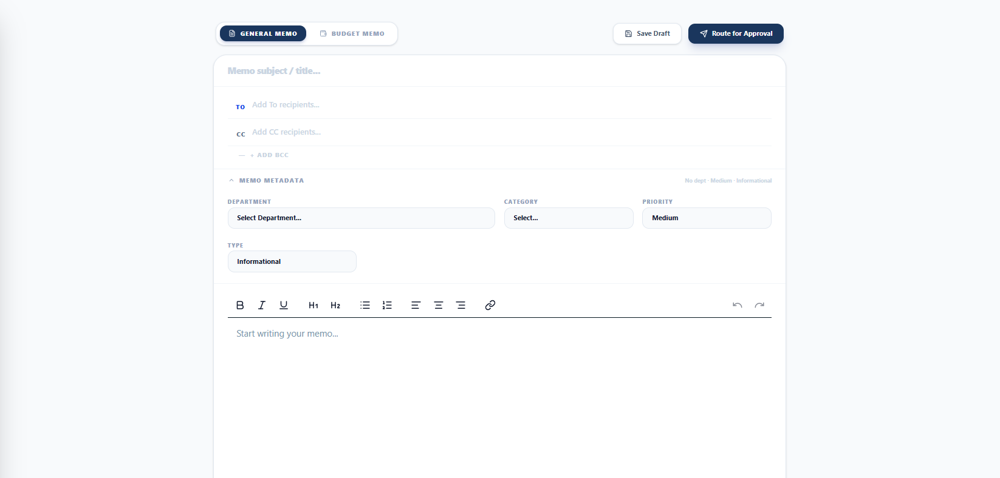 GENERAL MEMO
BUDGET MEMO
Save Draft
Route for Approval
Memo subject / title...
TO Add To recipients...
CC Add CC recipients...
— + ADD BCC
MEMO METADATA
No dept · Medium · Informational
DEPARTMENT
Select Department...
CATEGORY
Select...
PRIORITY
Medium
TYPE
Informational
B I U H1 H2
Start writing your memo...